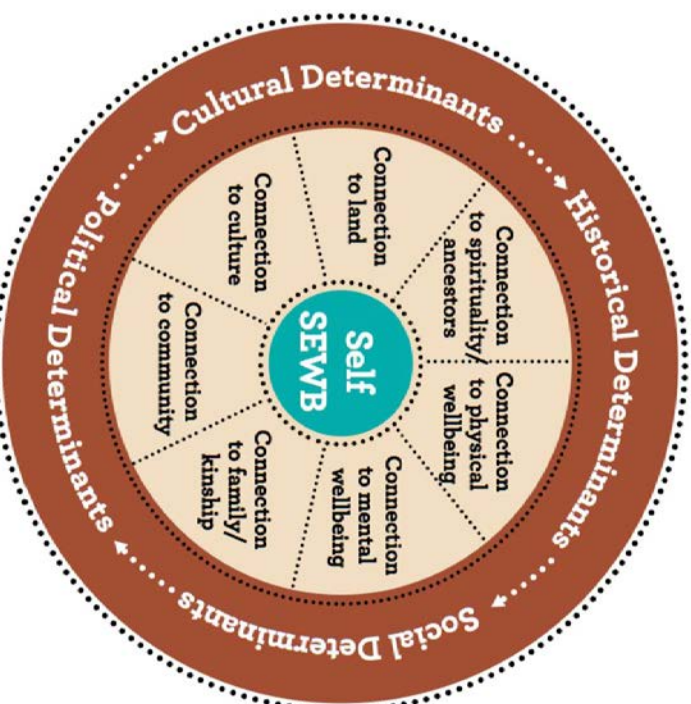 Self
SEWB
Connection
to spirituality/
ancestors
Connection
to physical
wellbeing
Connection
to mental
wellbeing
Connection
to family/
kinship
Connection
to community
Connection
to culture
Connection
to land
Historical Determinants
Social Determinants
Political Determinants
Cultural Determinants